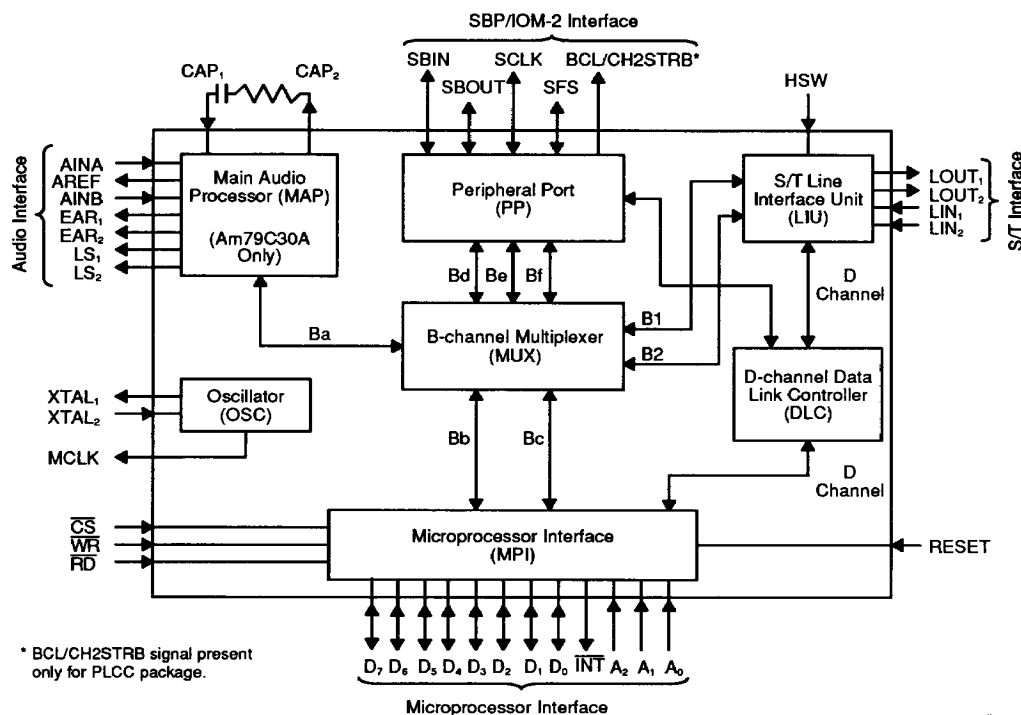 SBP/IOM-2 Interface
SBIN SCLK BCL/CH2STRB*
SBOUT SFS
CAP₁ CAP₂
HSW
Audio Interface
AINA
AREF
AINB
EAR₁
EAR₂
LS₁
LS₂
Main Audio
Processor (MAP)
(Am79C30A
Only)
Peripheral Port
(PP)
S/T Line
Interface Unit
(LIU)
LOUT₁
LOUT₂
LIN₁
LIN₂
S/T Interface
Bd Be Bf
D
Channel
Ba
B-channel Multiplexer
(MUX)
B1
B2
D-channel Data
Link Controller
(DLC)
XTAL₁
XTAL₂
MCLK
Oscillator
(OSC)
Bb Bc
D
Channel
C̅S̅
W̅R̅
R̅D̅
Microprocessor Interface
(MPI)
RESET
D₇ D₆ D₅ D₄ D₃ D₂ D₁ D₀ I̅N̅T̅ A₂ A₁ A₀
Microprocessor Interface
* BCL/CH2STRB signal present
only for PLCC package.